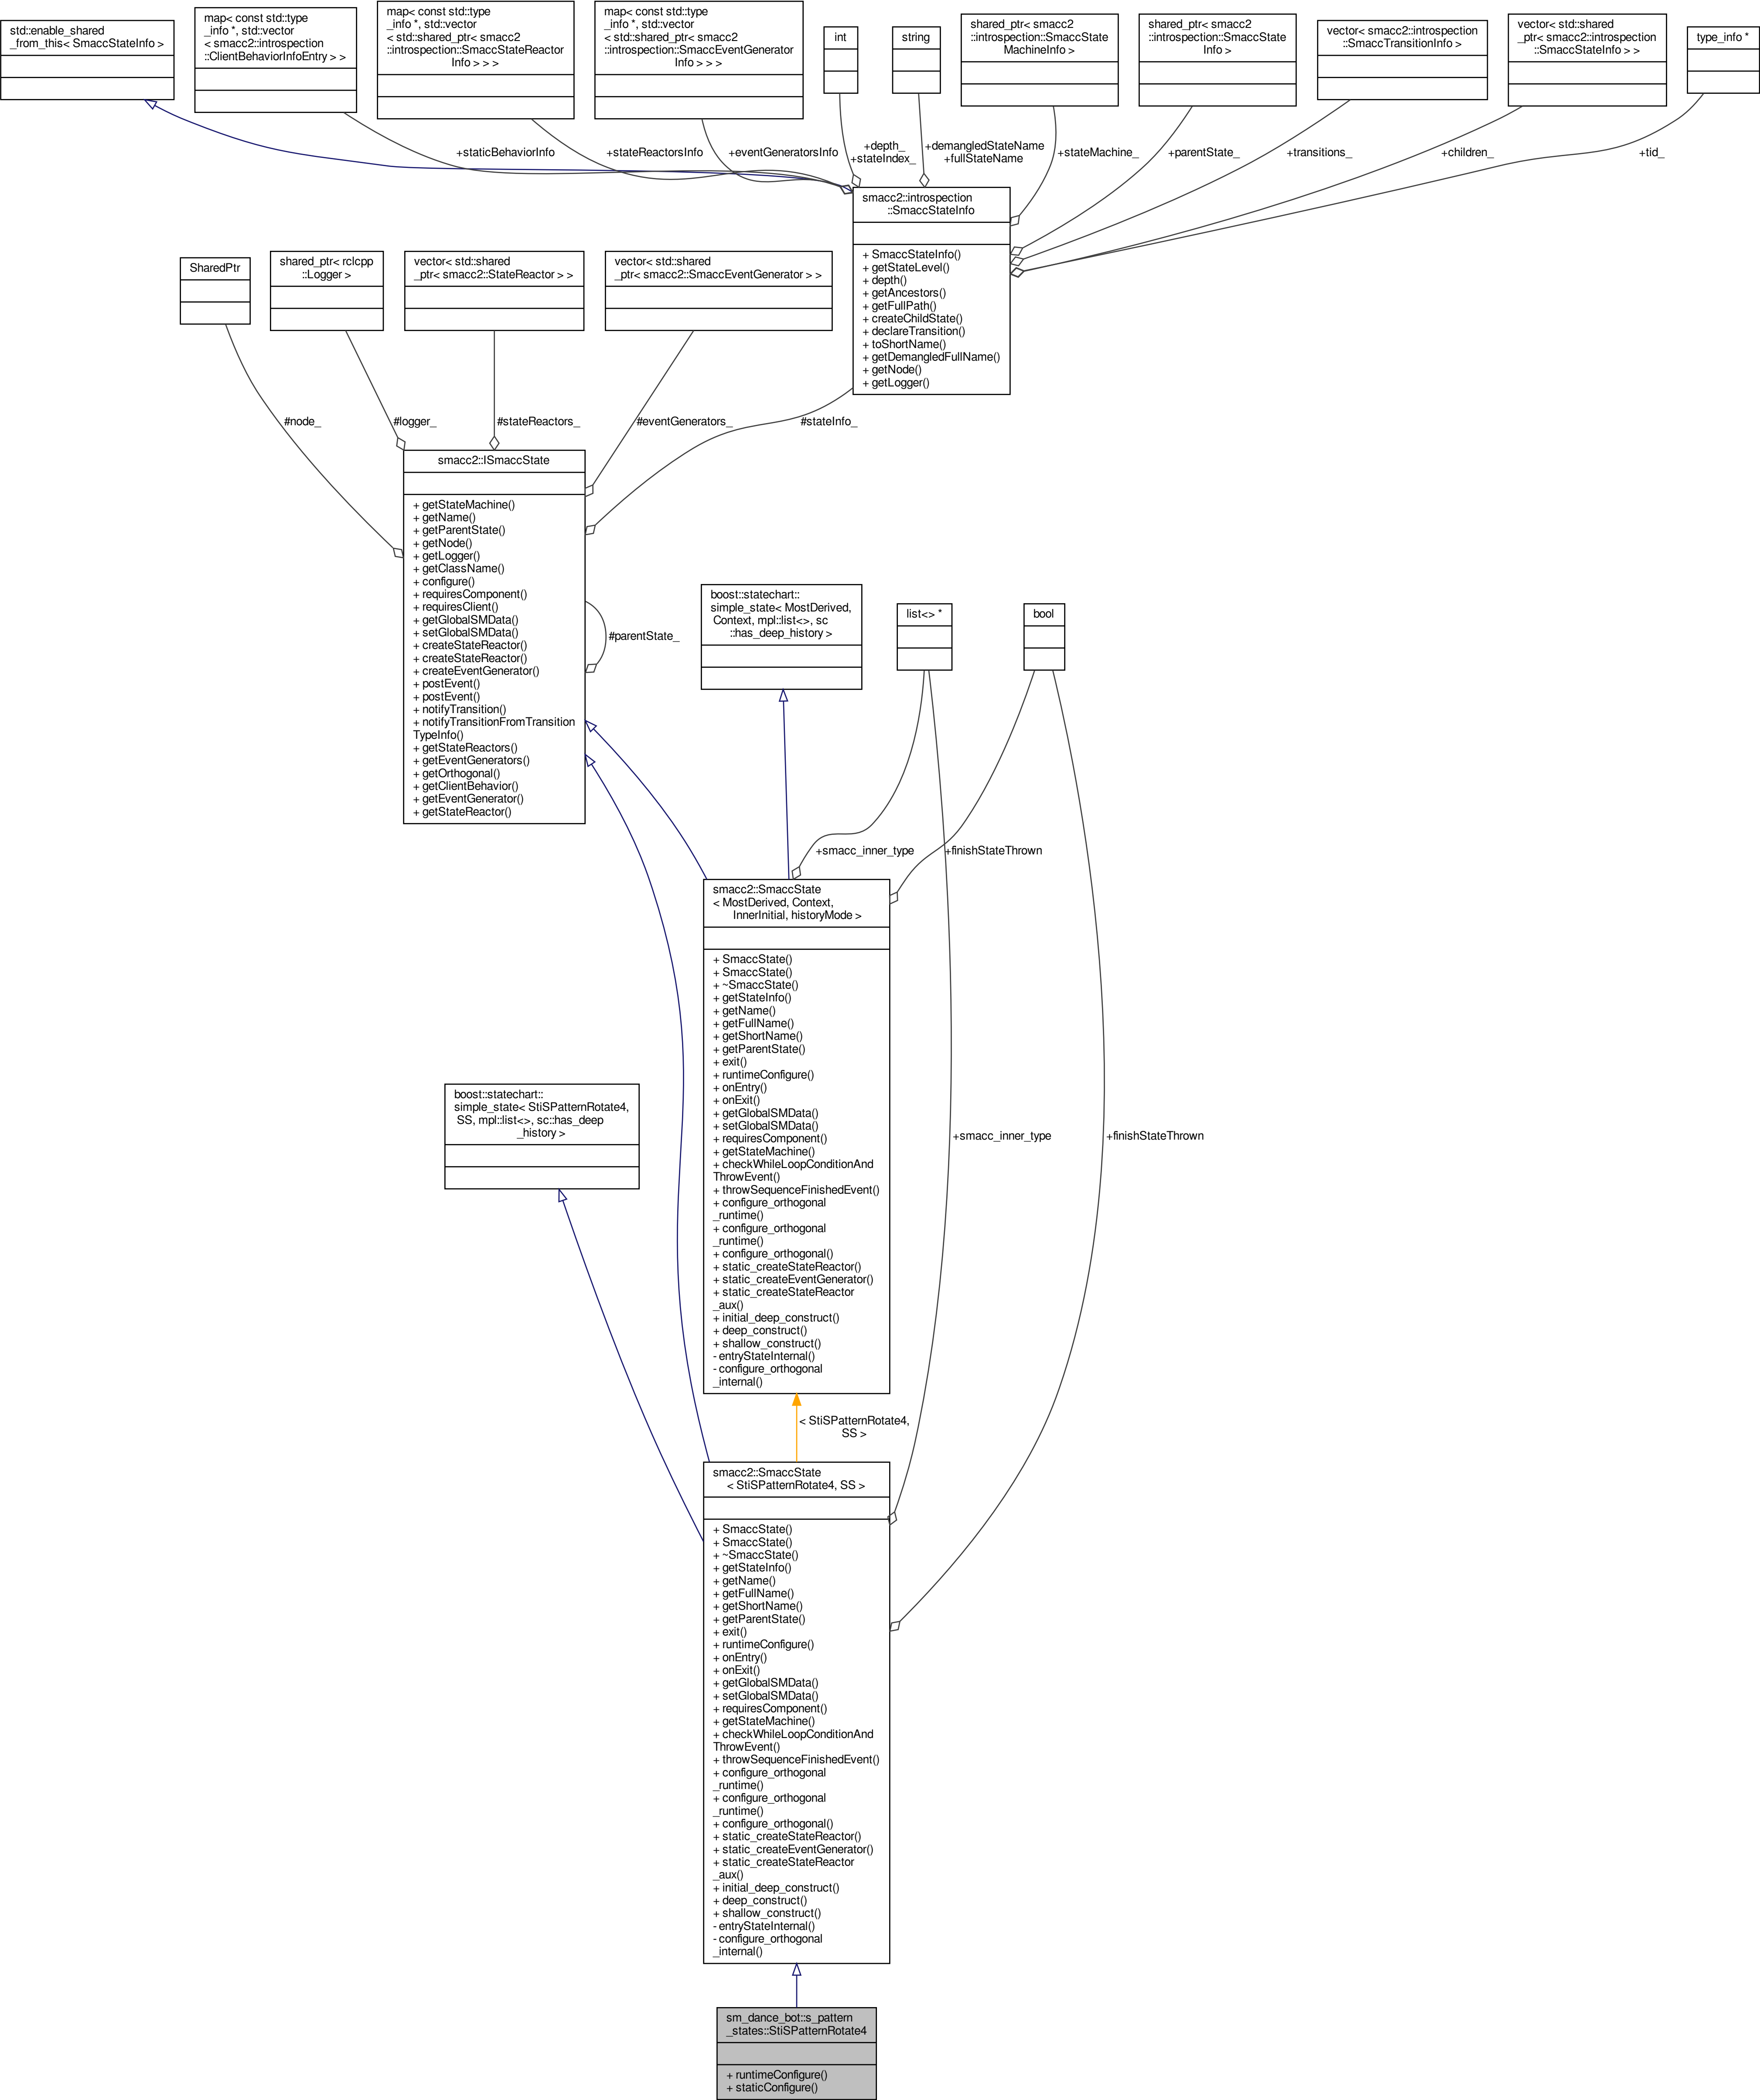 std::enable_shared
_from_this< SmaccStateInfo >
map< const std::type
_info *, std::vector
< smacc2::introspection
::ClientBehaviorInfoEntry > >
map< const std::type
_info *, std::vector
< std::shared_ptr< smacc2
::introspection::SmaccStateReactor
Info > > >
map< const std::type
_info *, std::vector
< std::shared_ptr< smacc2
::introspection::SmaccEventGenerator
Info > > >
int
string
shared_ptr< smacc2
::introspection::SmaccState
MachineInfo >
shared_ptr< smacc2
::introspection::SmaccState
Info >
vector< smacc2::introspection
::SmaccTransitionInfo >
vector< std::shared
_ptr< smacc2::introspection
::SmaccStateInfo > >
type_info *
+staticBehaviorInfo
+stateReactorsInfo
+eventGeneratorsInfo
+depth_
+stateIndex_
+demangledStateName
+fullStateName
+stateMachine_
+parentState_
+transitions_
+children_
+tid_
smacc2::introspection
::SmaccStateInfo
+ SmaccStateInfo()
+ getStateLevel()
+ depth()
+ getAncestors()
+ getFullPath()
+ createChildState()
+ declareTransition()
+ toShortName()
+ getDemangledFullName()
+ getNode()
+ getLogger()
SharedPtr
shared_ptr< rclcpp
::Logger >
vector< std::shared
_ptr< smacc2::StateReactor > >
vector< std::shared
_ptr< smacc2::SmaccEventGenerator > >
#node_
#logger_
#stateReactors_
#eventGenerators_
#stateInfo_
smacc2::ISmaccState
+ getStateMachine()
+ getName()
+ getParentState()
+ getNode()
+ getLogger()
+ getClassName()
+ configure()
+ requiresComponent()
+ requiresClient()
+ getGlobalSMData()
+ setGlobalSMData()
+ createStateReactor()
+ createStateReactor()
+ createEventGenerator()
+ postEvent()
+ postEvent()
+ notifyTransition()
+ notifyTransitionFromTransition
TypeInfo()
+ getStateReactors()
+ getEventGenerators()
+ getOrthogonal()
+ getClientBehavior()
+ getEventGenerator()
+ getStateReactor()
#parentState_
boost::statechart::
simple_state< MostDerived,
Context, mpl::list<>, sc
::has_deep_history >
list<> *
bool
+smacc_inner_type
+finishStateThrown
smacc2::SmaccState
< MostDerived, Context,
InnerInitial, historyMode >
+ SmaccState()
+ SmaccState()
+ ~SmaccState()
+ getStateInfo()
+ getName()
+ getFullName()
+ getShortName()
+ getParentState()
+ exit()
+ runtimeConfigure()
+ onEntry()
+ onExit()
+ getGlobalSMData()
+ setGlobalSMData()
+ requiresComponent()
+ getStateMachine()
+ checkWhileLoopConditionAnd
ThrowEvent()
+ throwSequenceFinishedEvent()
+ configure_orthogonal
_runtime()
+ configure_orthogonal
_runtime()
+ configure_orthogonal()
+ static_createStateReactor()
+ static_createEventGenerator()
+ static_createStateReactor
_aux()
+ initial_deep_construct()
+ deep_construct()
+ shallow_construct()
- entryStateInternal()
- configure_orthogonal
_internal()
boost::statechart::
simple_state< StiSPatternRotate4,
SS, mpl::list<>, sc::has_deep
_history >
+smacc_inner_type
+finishStateThrown
< StiSPatternRotate4,
SS >
smacc2::SmaccState
< StiSPatternRotate4, SS >
+ SmaccState()
+ SmaccState()
+ ~SmaccState()
+ getStateInfo()
+ getName()
+ getFullName()
+ getShortName()
+ getParentState()
+ exit()
+ runtimeConfigure()
+ onEntry()
+ onExit()
+ getGlobalSMData()
+ setGlobalSMData()
+ requiresComponent()
+ getStateMachine()
+ checkWhileLoopConditionAnd
ThrowEvent()
+ throwSequenceFinishedEvent()
+ configure_orthogonal
_runtime()
+ configure_orthogonal
_runtime()
+ configure_orthogonal()
+ static_createStateReactor()
+ static_createEventGenerator()
+ static_createStateReactor
_aux()
+ initial_deep_construct()
+ deep_construct()
+ shallow_construct()
- entryStateInternal()
- configure_orthogonal
_internal()
sm_dance_bot::s_pattern
_states::StiSPatternRotate4
+ runtimeConfigure()
+ staticConfigure()